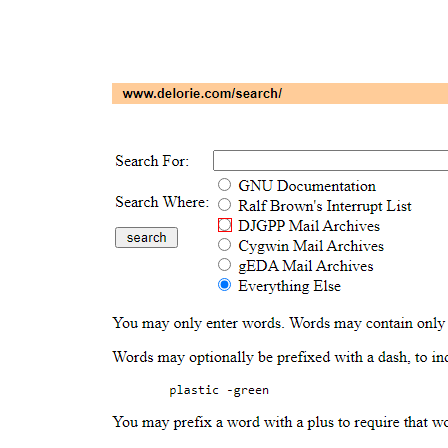 www.delorie.com/search/
Search For:
Search Where:
GNU Documentation
Ralf Brown's Interrupt List
DJGPP Mail Archives
Cygwin Mail Archives
gEDA Mail Archives
Everything Else
search
You may only enter words. Words may contain only
Words may optionally be prefixed with a dash, to
plastic -green
You may prefix a word with a plus to require that